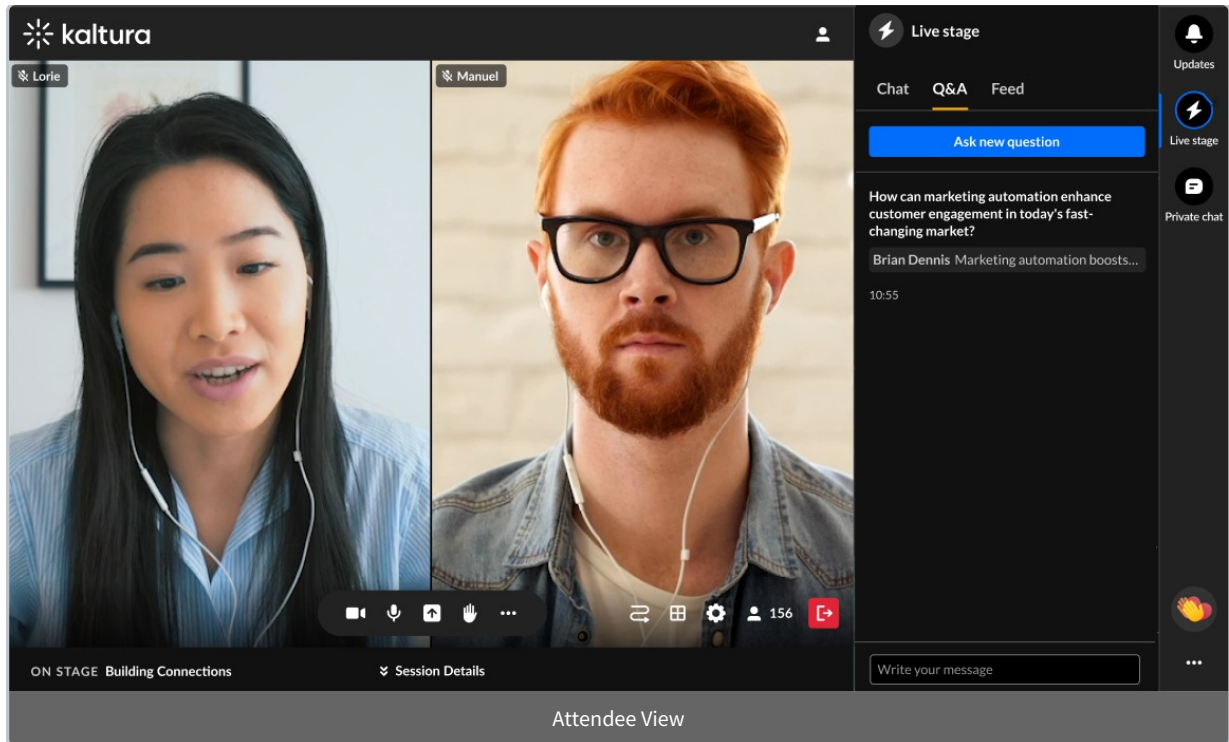 kaltura
Lorie
Manuel
156
ON STAGE Building Connections
Session Details
Live stage
Chat Q&A Feed
Ask new question
How can marketing automation enhance
customer engagement in today's fast-
changing market?
Brian Dennis Marketing automation boosts...
10:55
Write your message
Updates
Live stage
Private chat
Attendee View